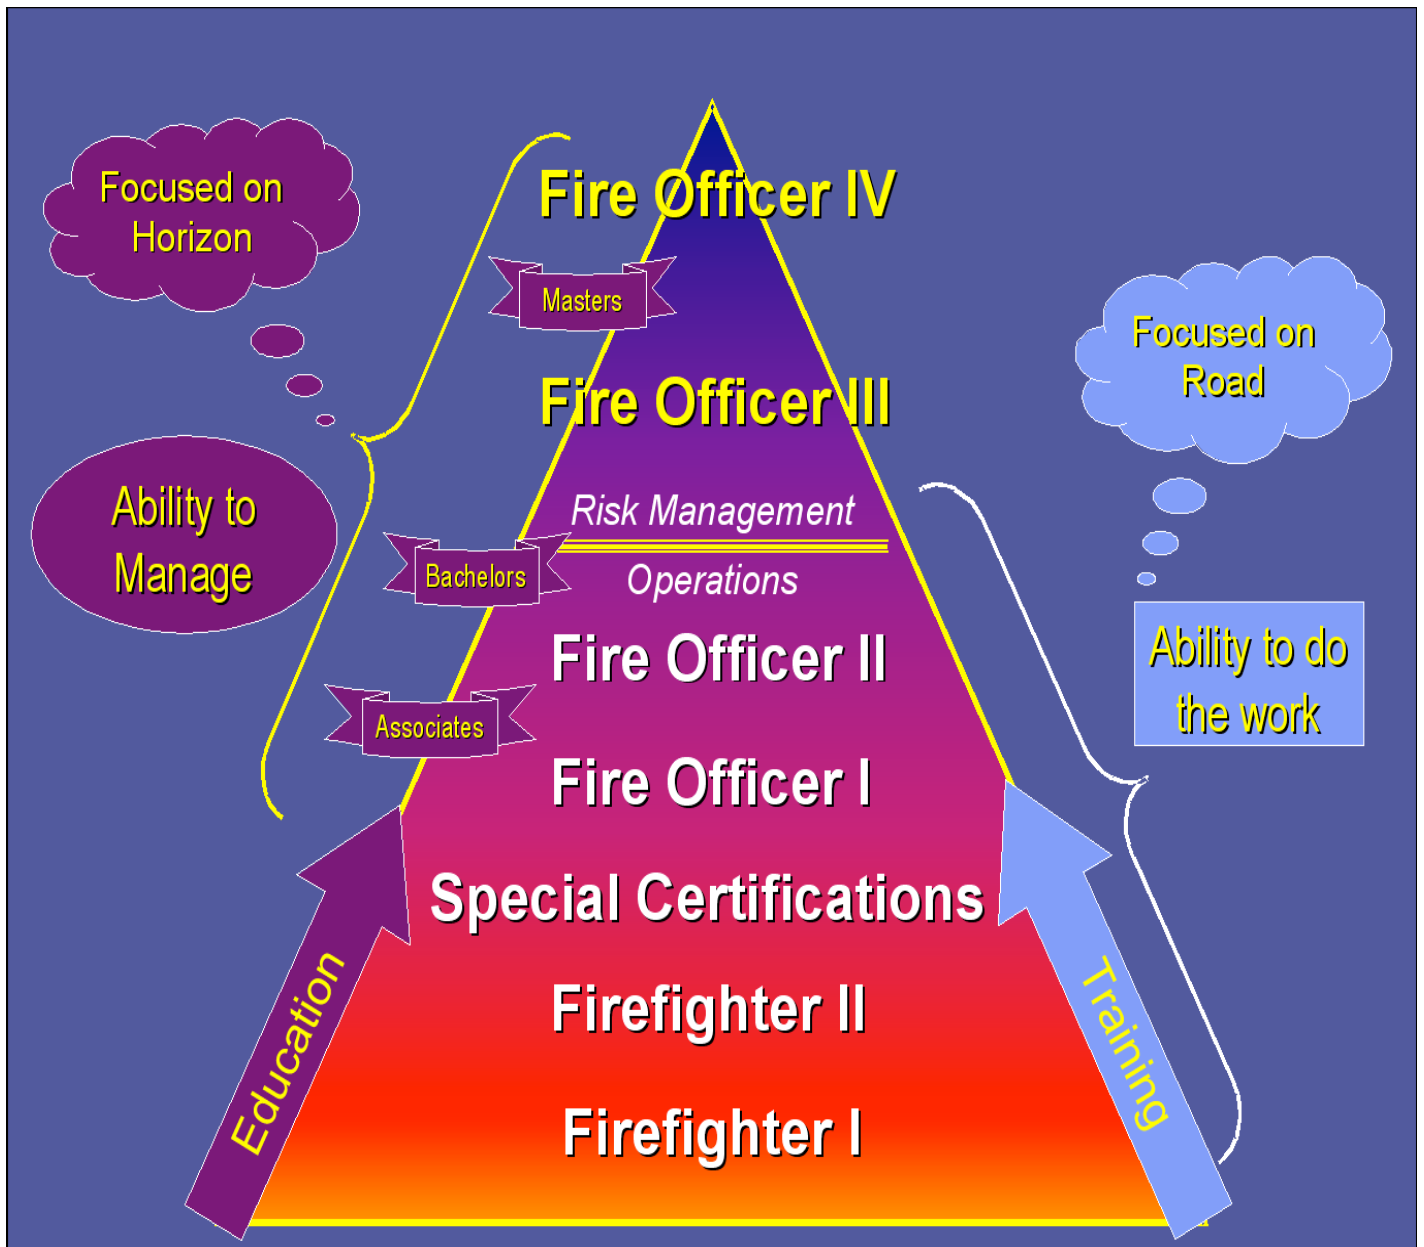 Fire Officer IV
Focused on
Horizon
Masters
Focused on
Road
Fire Officer III
Ability to
Manage
Risk Management
Bachelors
Operations
Fire Officer II
Ability to do
the work
Associates
Fire Officer I
Special Certifications
Education
Training
Firefighter II
Firefighter I